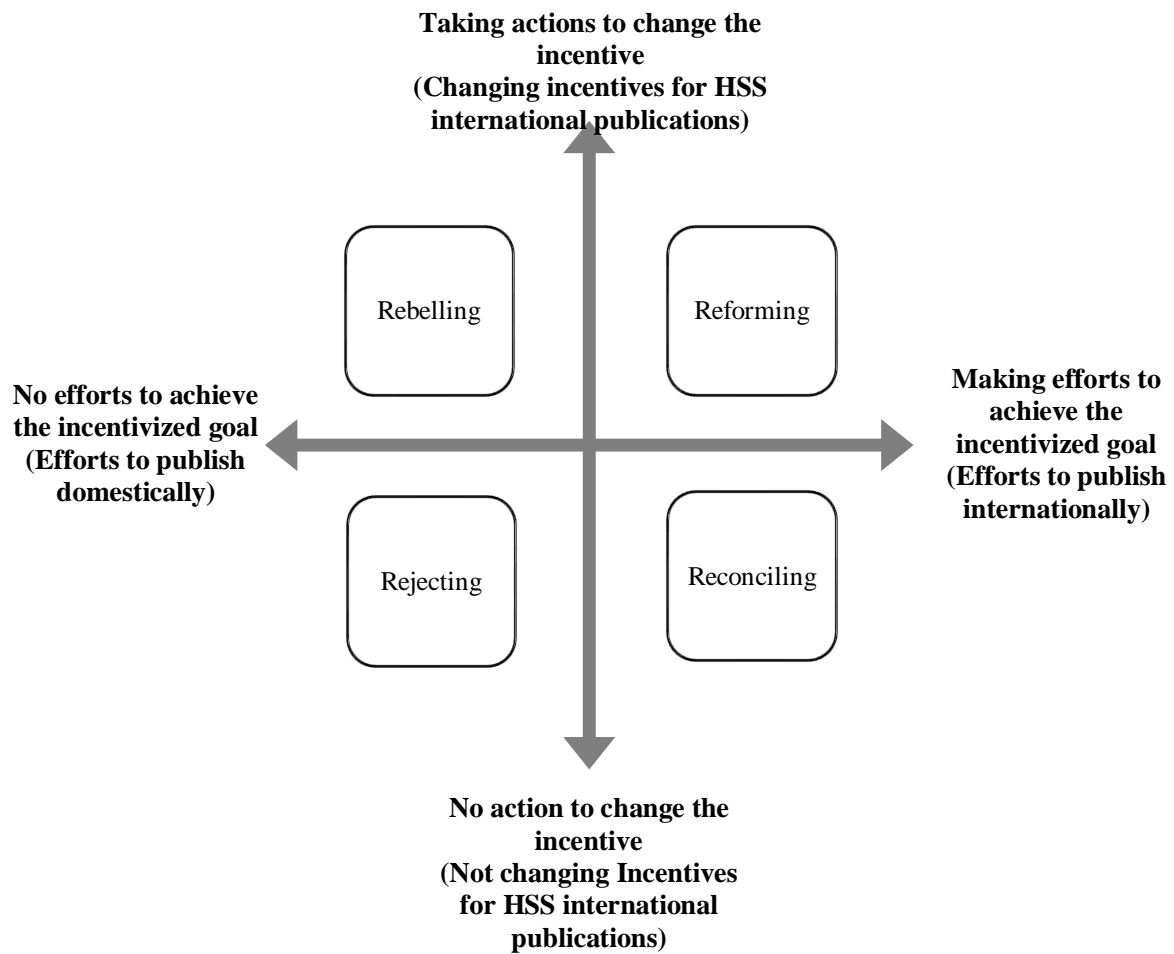 Taking actions to change the
incentive
(Changing incentives for HSS
international publications)
Rebelling
Reforming
No efforts to achieve
the incentivized goal
(Efforts to publish
domestically)
Making efforts to
achieve the
incentivized goal
(Efforts to publish
internationally)
Rejecting
Reconciling
No action to change the
incentive
(Not changing Incentives
for HSS international
publications)